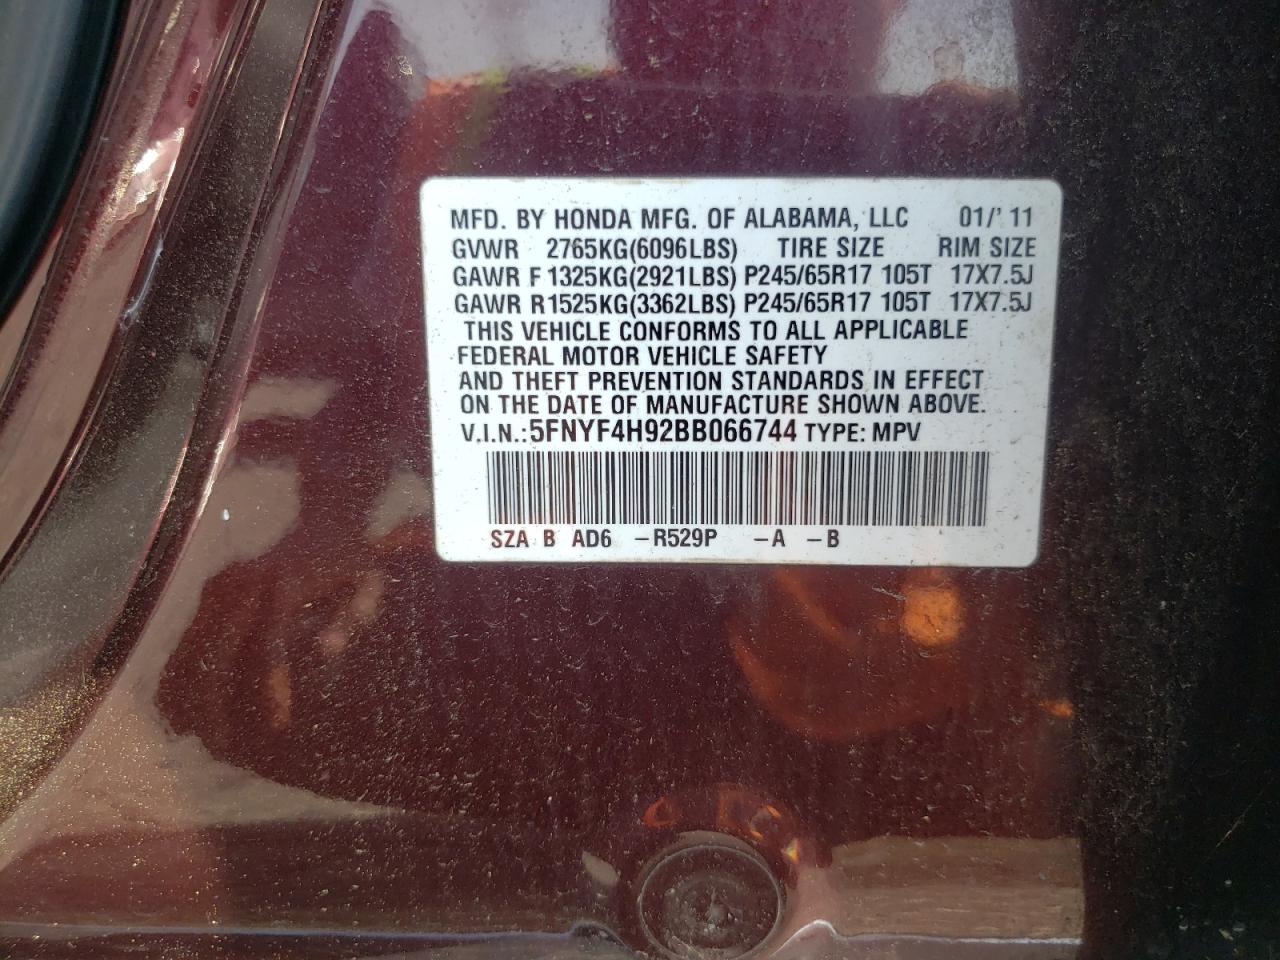 MFD. BY HONDA MFG. OF ALABAMA, LLC 01/'11
GVWR 2765KG(6096LBS) TIRE SIZE RIM SIZE
GAWR F 1325KG(2921LBS) P245/65R17 105T 17X7.5J
GAWR R1525KG(3362LBS) P245/65R17 105T 17X7.5J
THIS VEHICLE CONFORMS TO ALL APPLICABLE
FEDERAL MOTOR VEHICLE SAFETY
AND THEFT PREVENTION STANDARDS IN EFFECT
ON THE DATE OF MANUFACTURE SHOWN ABOVE.
V.I.N.:5FNYF4H92BB066744 TYPE: MPV
SZA B AD6 -R529P -A -B